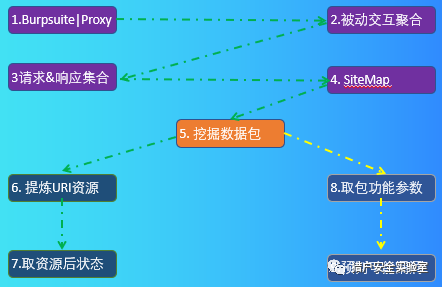 1.Burpsuite|Proxy
2.被动交互聚合
3请求&响应集合
4. SiteMap
5. 挖掘数据包
6. 提炼URI资源
8.取包功能参数
7.取资源后状态